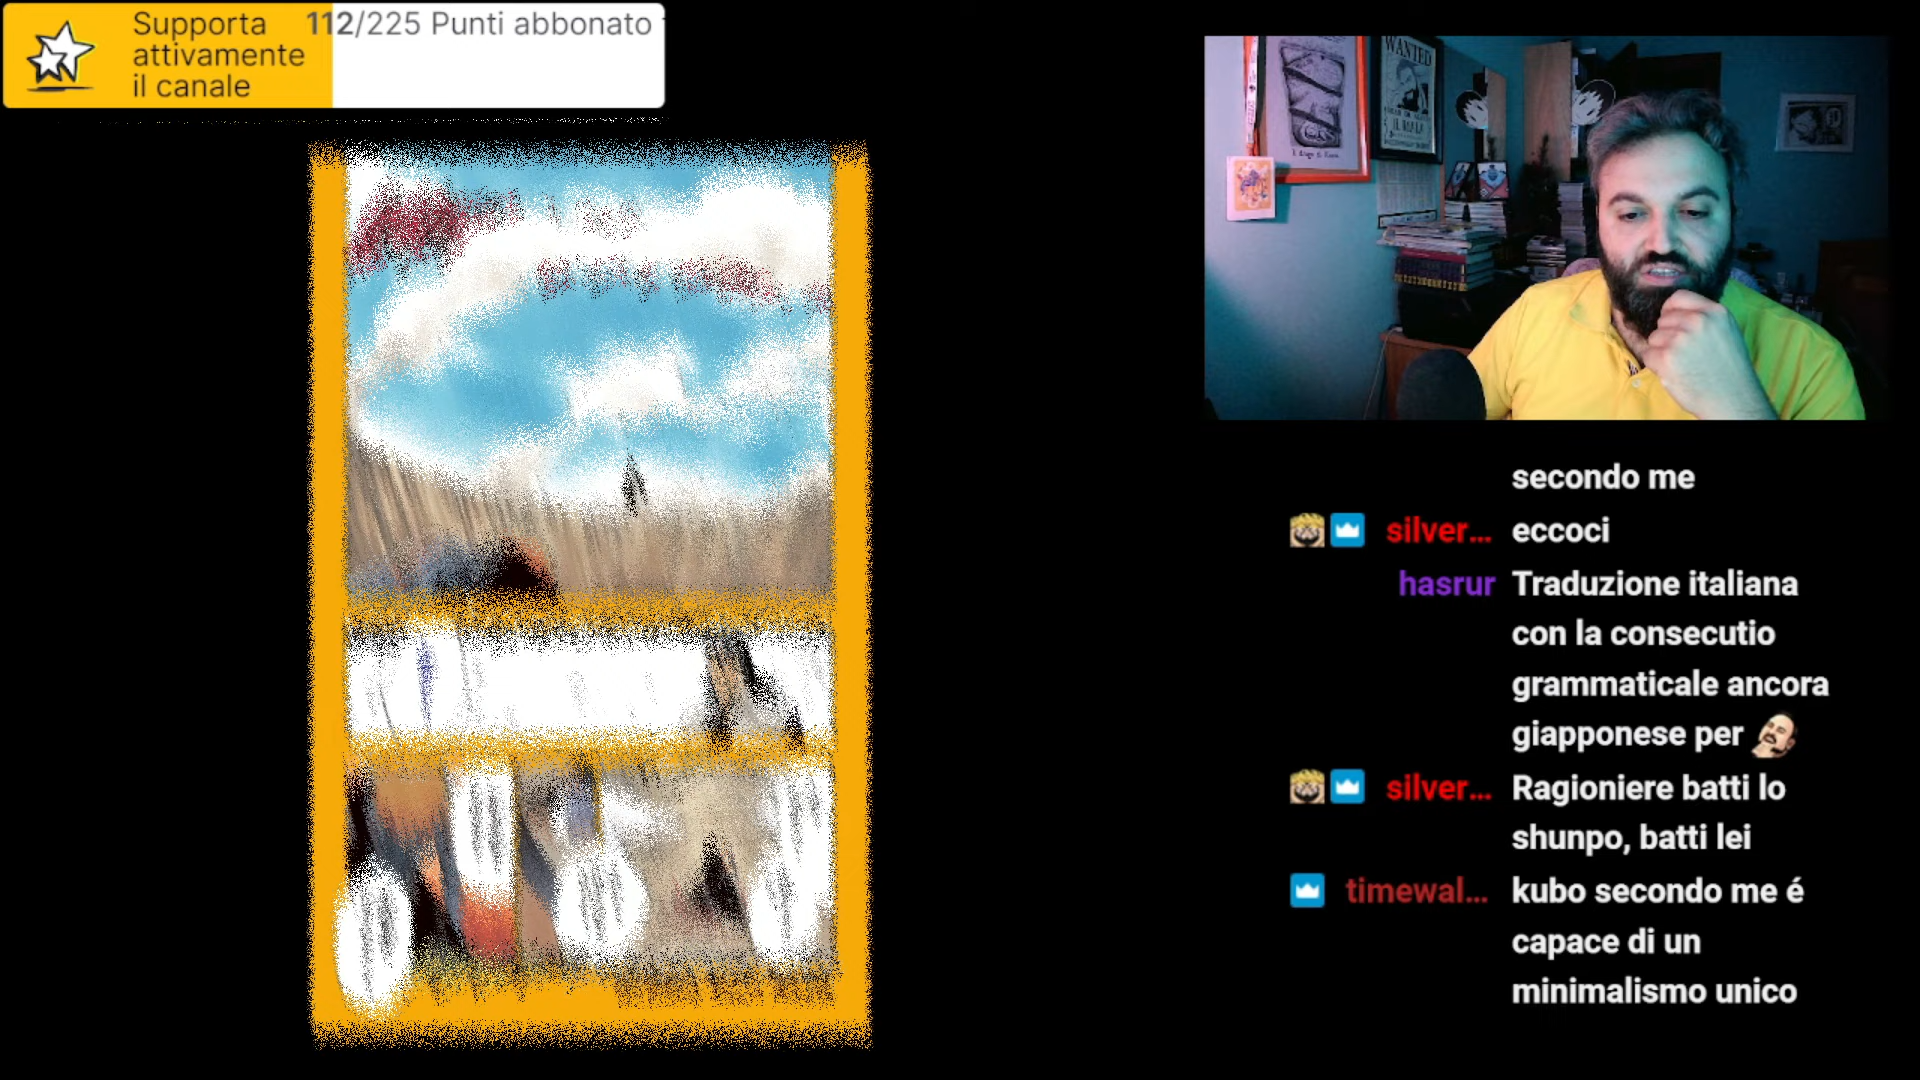 Supporta
attivamente
il canale
112/225 Punti abbonato
WANTED
secondo me
silver... eccoci
hasrur Traduzione italiana
con la consecutio
grammaticale ancora
giapponese per
silver... Ragioniere batti lo
shunpo, batti lei
timewal... kubo secondo me é
capace di un
minimalismo unico